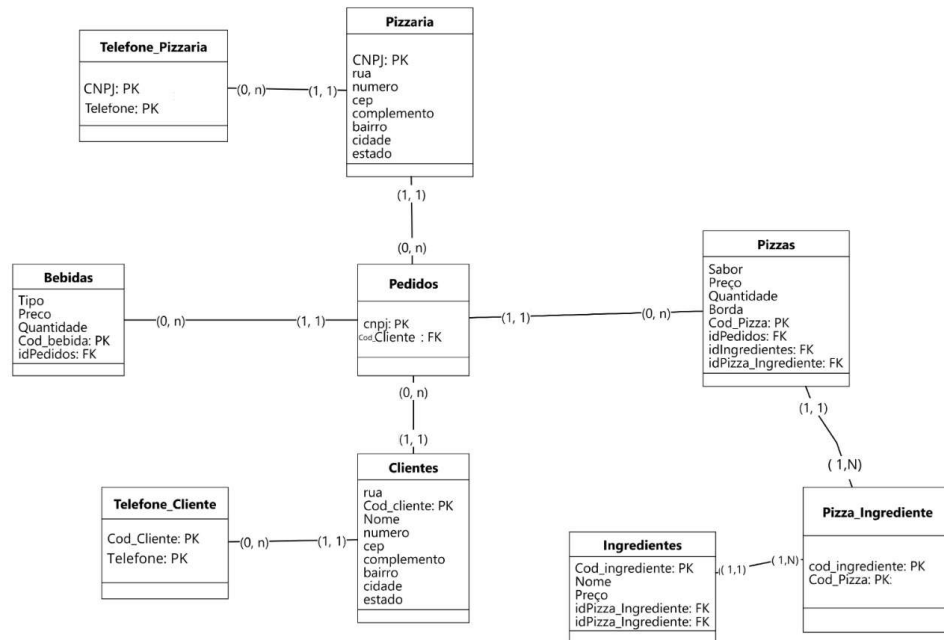 Pizzaria
CNPJ: PK
rua
numero
cep
complemento
bairro
cidade
estado
Telefone_Pizzaria
CNPJ: PK
Telefone: PK
(0, n)
(1, 1)
(1, 1)
(0, n)
Bebidas
Tipo
Preco
Quantidade
Cod_bebida: PK
idPedidos: FK
(0, n)
(1, 1)
Pedidos
cnpj: PK
Cod_Cliente : FK
(1, 1)
(0, n)
Pizzas
Sabor
Preço
Quantidade
Borda
Cod_Pizza: PK
idPedidos: FK
idIngredientes: FK
idPizza_Ingrediente: FK
(0, n)
(1, 1)
(1, 1)
( 1,N)
Telefone_Cliente
Cod_Cliente: PK
Telefone: PK
(0, n)
(1, 1)
Clientes
rua
Cod_cliente: PK
Nome
numero
cep
complemento
bairro
cidade
estado
Ingredientes
Cod_ingrediente: PK
Nome
Preço
idPizza_Ingrediente: FK
idPizza_Ingrediente: FK
( 1,1)
( 1,N)
Pizza_Ingrediente
cod_ingrediente: PK
Cod_Pizza: PK: